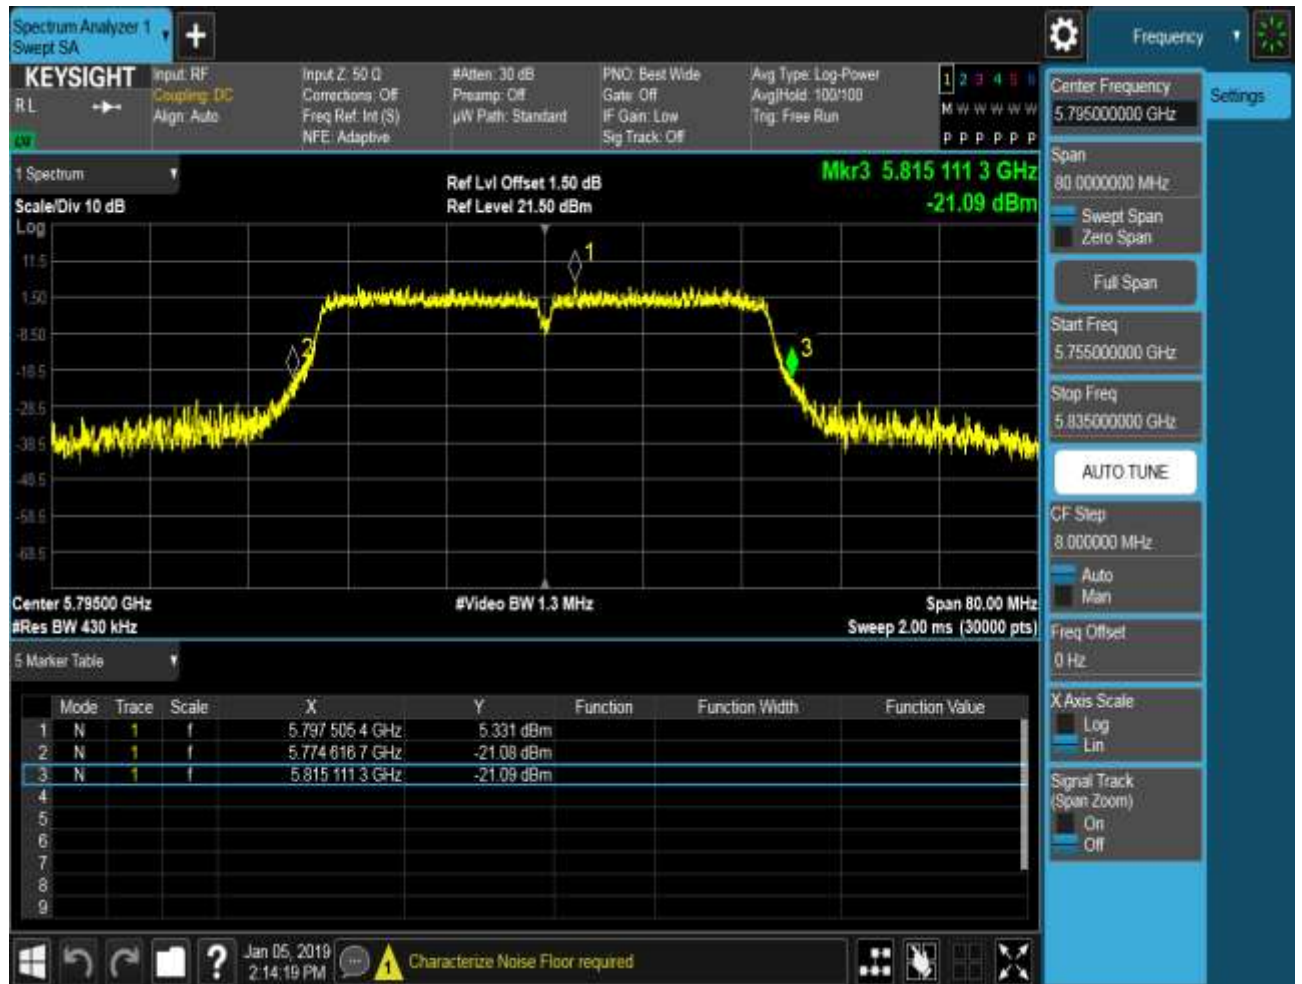 Spectrum Analyzer 1
Swept SA
Frequency
KEYSIGHT
RL
Input: RF
Coupling: DC
Align: Auto
Input Z: 50 Ω
Corrections: Off
Freq Ref: Int (S)
NFE: Adaptive
#Atten: 30 dB
Preamp: Off
µW Path: Standard
PNO: Best Wide
Gate: Off
IF Gain: Low
Sig Track: Off
Avg Type: Log-Power
Avg|Hold: 100/100
Trig: Free Run
1 2 3 4 5 6
M W W W W W
P P P P P P
1 Spectrum
Scale/Div 10 dB
Ref Lvl Offset 1.50 dB
Ref Level 21.50 dBm
Mkr3 5.815 111 3 GHz
-21.09 dBm
Log
11.5
1.50
-8.50
-18.5
-28.5
-38.5
-48.5
-58.5
-68.5
1
2
3
Center 5.79500 GHz
#Video BW 1.3 MHz
Span 80.00 MHz
#Res BW 430 kHz
Sweep 2.00 ms (30000 pts)
5 Marker Table
Mode Trace Scale X Y Function Function Width Function Value
1 N 1 f 5.797 505 4 GHz 5.331 dBm
2 N 1 f 5.774 616 7 GHz -21.08 dBm
3 N 1 f 5.815 111 3 GHz -21.09 dBm
4
5
6
7
8
9
Jan 05, 2019
2:14:19 PM
Characterize Noise Floor required
Settings
Center Frequency
5.795000000 GHz
Span
80.0000000 MHz
Swept Span
Zero Span
Full Span
Start Freq
5.755000000 GHz
Stop Freq
5.835000000 GHz
AUTO TUNE
CF Step
8.000000 MHz
Auto
Man
Freq Offset
0 Hz
X Axis Scale
Log
Lin
Signal Track
(Span Zoom)
On
Off